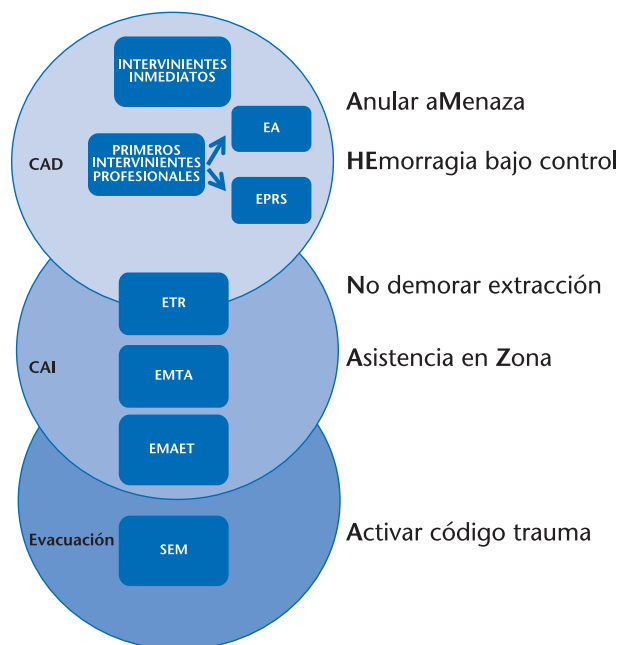 INTERVINIENTES
INMEDIATOS
Anular aMenaza
EA
PRIMEROS
INTERVINIENTES
PROFESIONALES
CAD
HEmorragia bajo control
EPRS
No demorar extracción
ETR
CAI
EMTA
Asistencia en Zona
EMAET
Evacuación
SEM
Activar código trauma